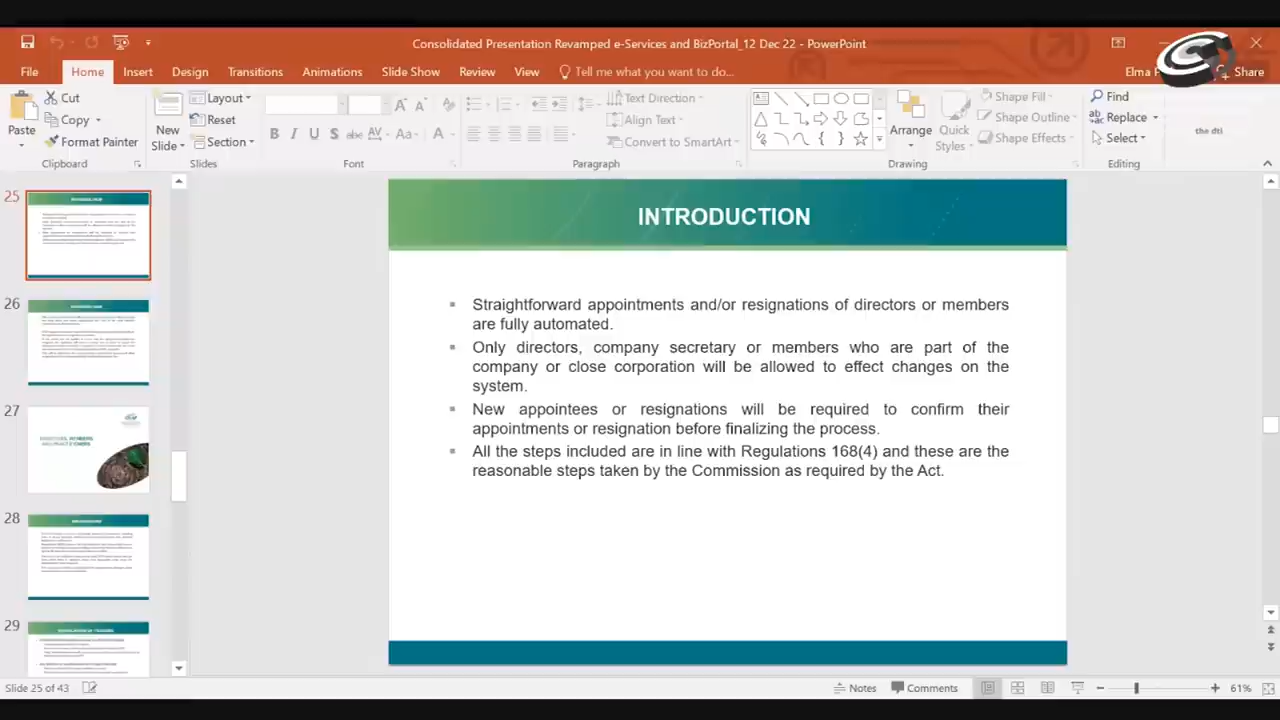 Consolidated Presentation Revamped e-Services and BizPortal_12 Dec 22 - PowerPoint
File Home Insert Design Transitions Animations Slide Show Review View Tell me what you want to do... Elma Share
Paste
Cut
Copy
Format Painter
Clipboard
New
Slide
Layout
Reset
Section
Slides
B I U S abc AV Aa A
Font
Text Direction
Align Text
Convert to SmartArt
Paragraph
Arrange
Quick
Styles
Shape Fill
Shape Outline
Shape Effects
Drawing
Find
Replace
Select
Editing
the dti
25
26
27
28
29
INTRODUCTION
Straightforward appointments and/or resignations of directors or members
are fully automated.
Only directors, company secretary or members who are part of the
company or close corporation will be allowed to effect changes on the
system.
New appointees or resignations will be required to confirm their
appointments or resignation before finalizing the process.
All the steps included are in line with Regulations 168(4) and these are the
reasonable steps taken by the Commission as required by the Act.
Slide 25 of 43 Notes Comments 61%